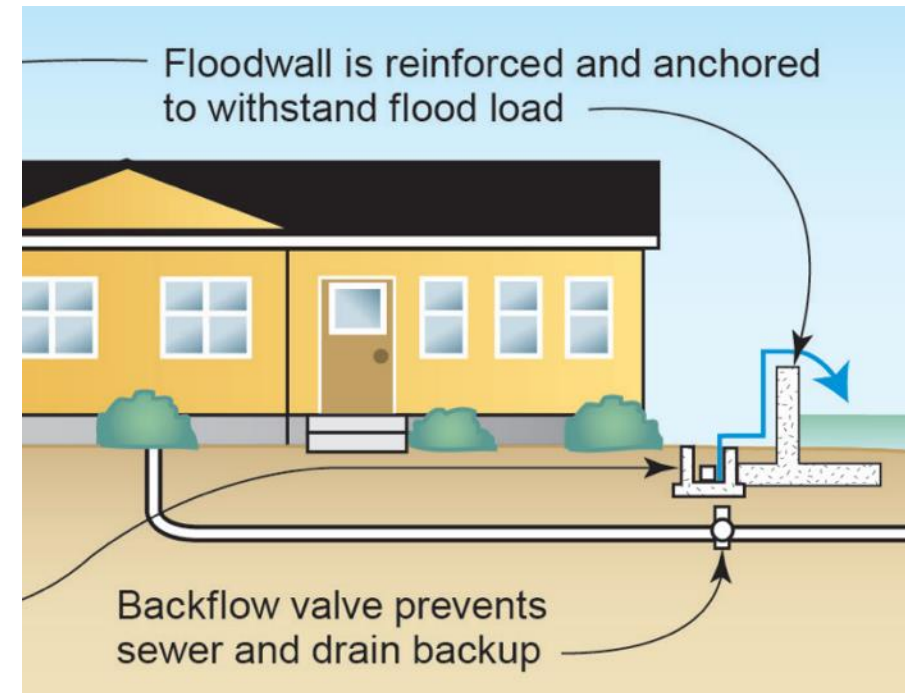 Floodwall is reinforced and anchored
to withstand flood load
Backflow valve prevents
sewer and drain backup